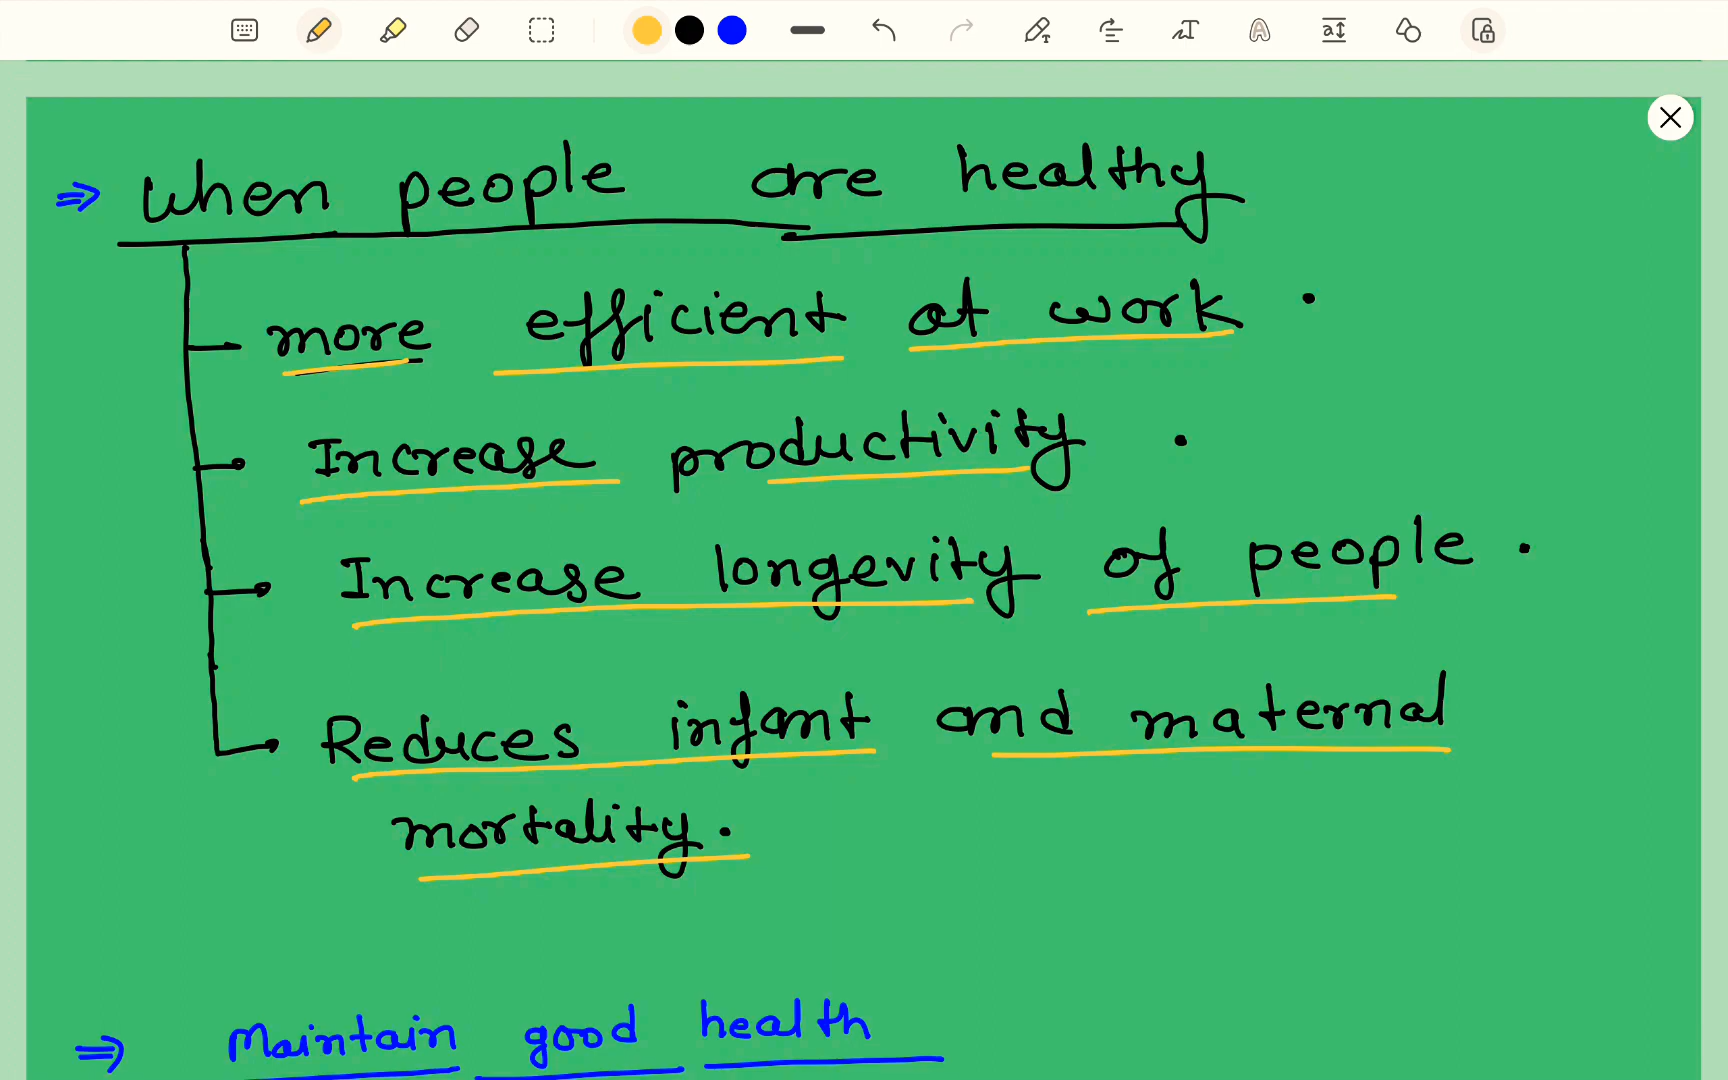 ⇒ When people are healthy
more efficient at work .
Increase productivity .
Increase longevity of people .
Reduces infant and maternal
mortality .
⇒ Maintain good health